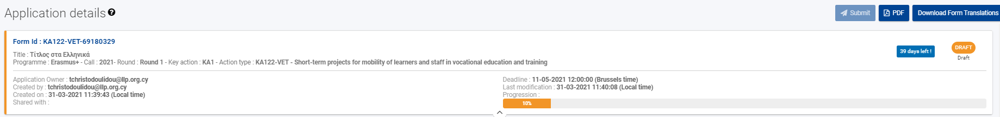 Application details
Submit
PDF
Download Form Translations
Form Id : KA122-VET-69180329
Title : Τίτλος στα Ελληνικά
Programme : Erasmus+ - Call : 2021- Round : Round 1 - Key action : KA1 - Action type : KA122-VET - Short-term projects for mobility of learners and staff in vocational education and training
39 days left !
DRAFT
Draft
Application Owner : tchristodoulidou@llp.org.cy
Created by : tchristodoulidou@llp.org.cy
Created on : 31-03-2021 11:39:43 (Local time)
Shared with :
Deadline : 11-05-2021 12:00:00 (Brussels time)
Last modification : 31-03-2021 11:40:08 (Local time)
Progression :
10%